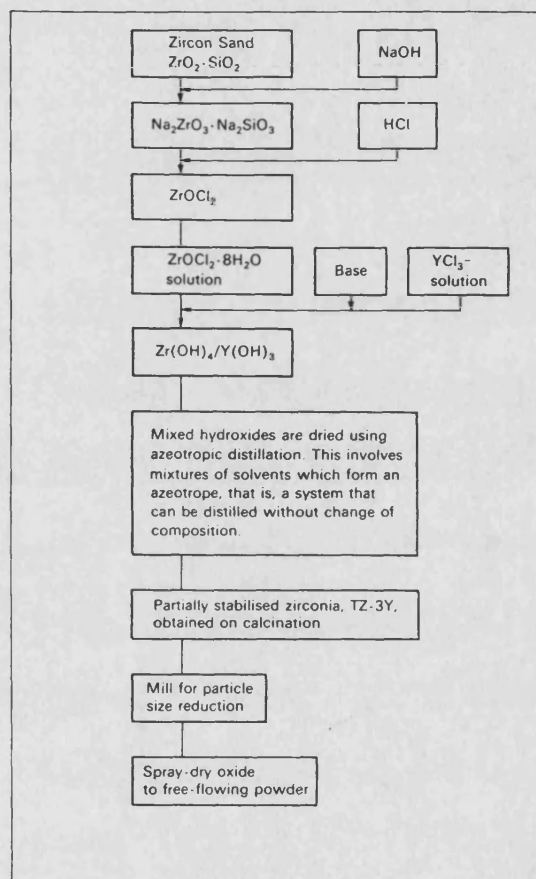 Zircon Sand
ZrO₂·SiO₂
NaOH
Na₂ZrO₃·Na₂SiO₃
HCl
ZrOCl₂
ZrOCl₂·8H₂O
solution
Base
YCl₃-
solution
Zr(OH)₄/Y(OH)₃
Mixed hydroxides are dried using
azeotropic distillation. This involves
mixtures of solvents which form an
azeotrope, that is, a system that
can be distilled without change of
composition.
Partially stabilised zirconia, TZ-3Y,
obtained on calcination
Mill for particle
size reduction
Spray-dry oxide
to free-flowing powder